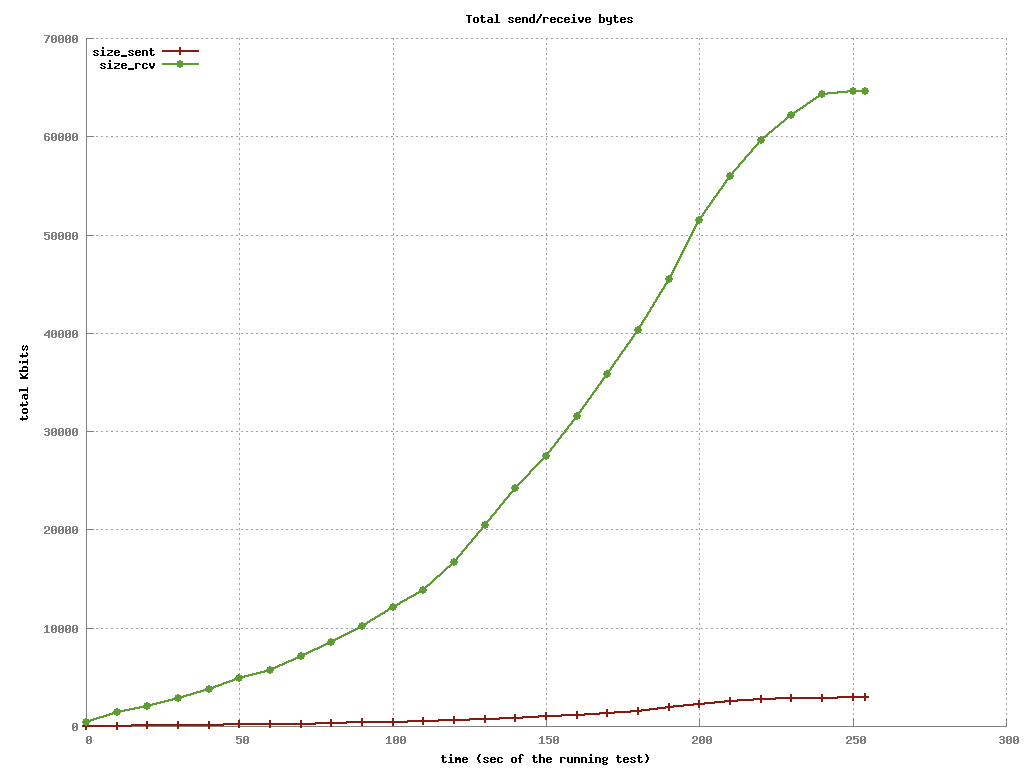 Total send/receive bytes
70000
size_sent
size_rcv
60000
50000
40000
total Kbits
30000
20000
10000
0
0 50 100 150 200 250 300
time (sec of the running test)